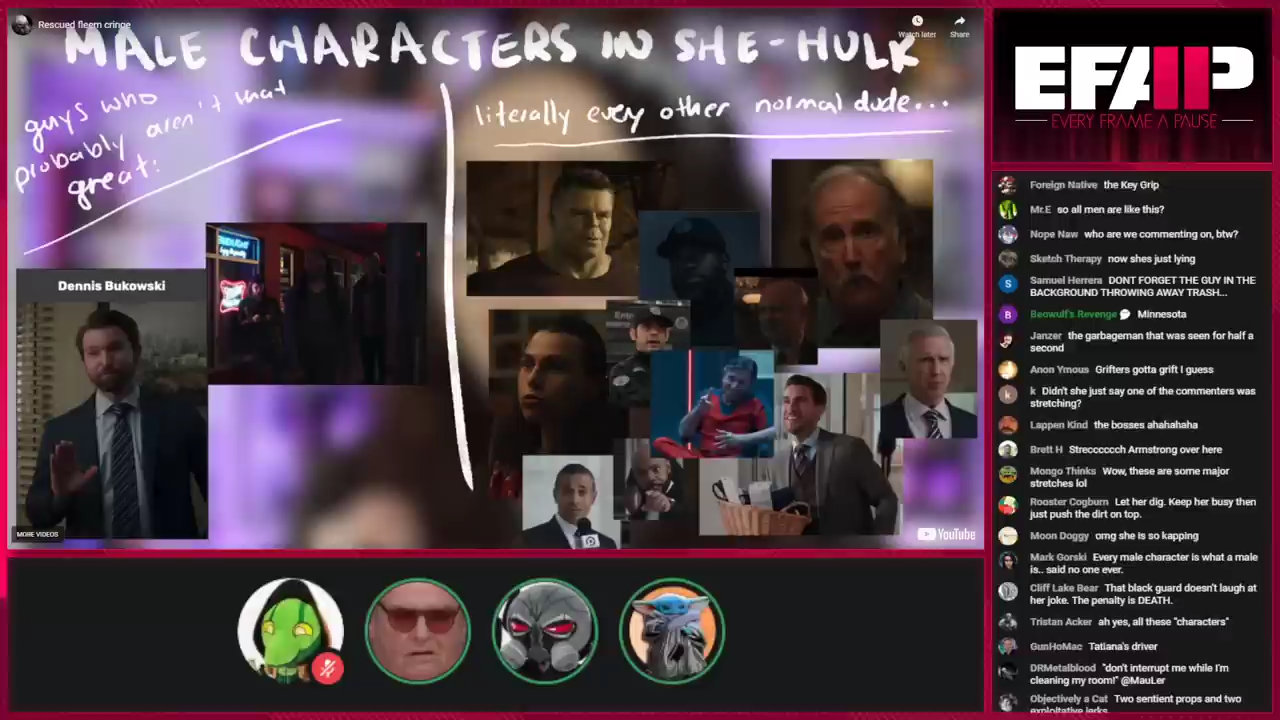 Rescued fleem cringe
Watch later
Share
MALE CHARACTERS IN SHE-HULK
guys who
probably aren't that
great:
literally every other normal dude...
Dennis Bukowski
MORE VIDEOS
YouTube
EFAP
EVERY FRAME A PAUSE
Foreign Native the Key Grip
Mr.E so all men are like this?
Nope Naw who are we commenting on, btw?
Sketch Therapy now shes just lying
Samuel Herrera DONT FORGET THE GUY IN THE
BACKGROUND THROWING AWAY TRASH...
Beowulf's Revenge Minnesota
Janzer the garbageman that was seen for half a
second
Anon Ymous Grifters gotta grift I guess
k Didn't she just say one of the commenters was
stretching?
Lappen Kind the bosses ahahahaha
Brett H Strecccccch Armstrong over here
Mongo Thinks Wow, these are some major
stretches lol
Rooster Cogburn Let her dig. Keep her busy then
just push the dirt on top.
Moon Doggy omg she is so kapping
Mark Gorski Every male character is what a male
is.. said no one ever.
Cliff Lake Bear That black guard doesn't laugh at
her joke. The penalty is DEATH.
Tristan Acker ah yes, all these "characters"
GunHoMac Tatiana's driver
DRMetalblood "don't interrupt me while I'm
cleaning my room!" @MauLer
Objectively a Cat Two sentient props and two
exploitative jerks